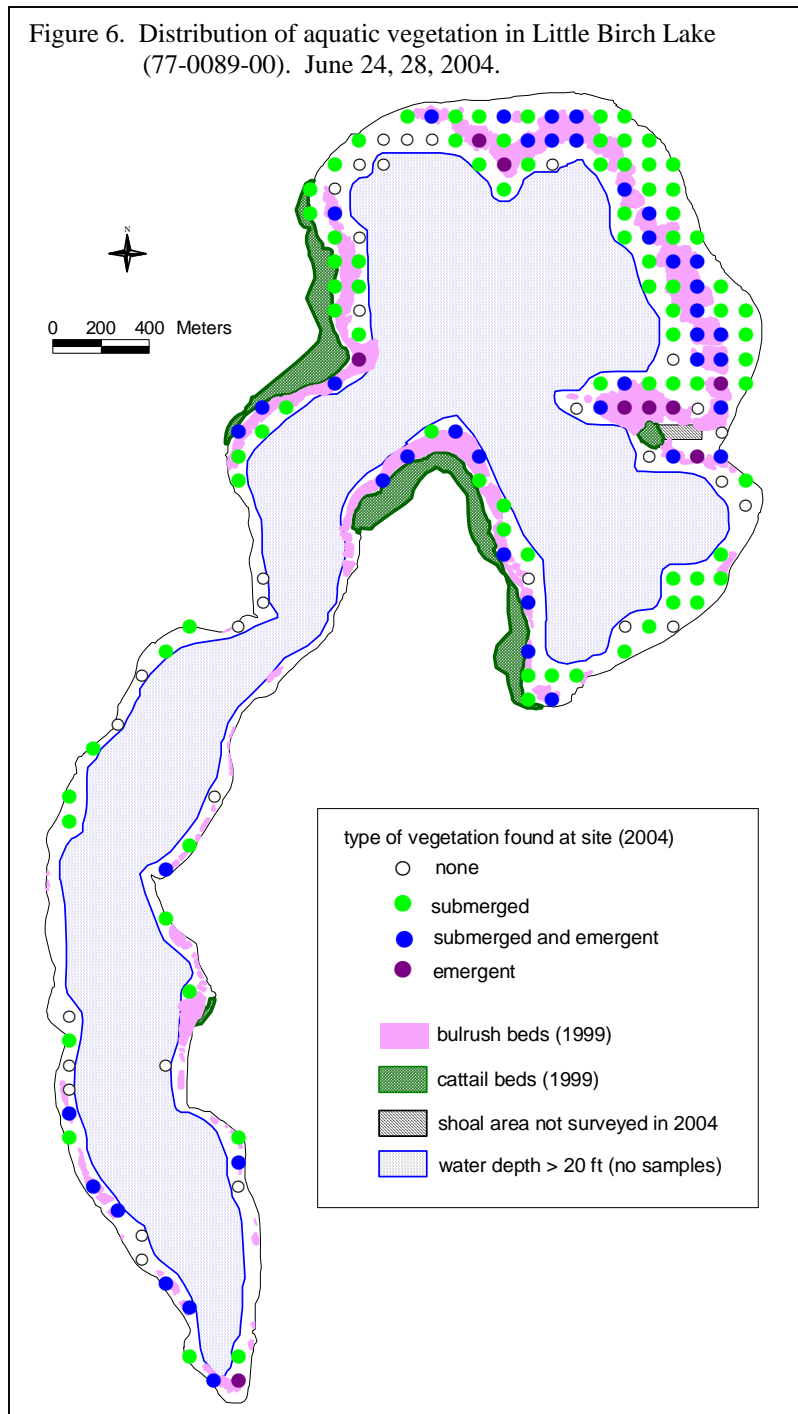 Figure 6. Distribution of aquatic vegetation in Little Birch Lake
(77-0089-00). June 24, 28, 2004.
N
0 200 400 Meters
type of vegetation found at site (2004)
none
submerged
submerged and emergent
emergent
bulrush beds (1999)
cattail beds (1999)
shoal area not surveyed in 2004
water depth > 20 ft (no samples)